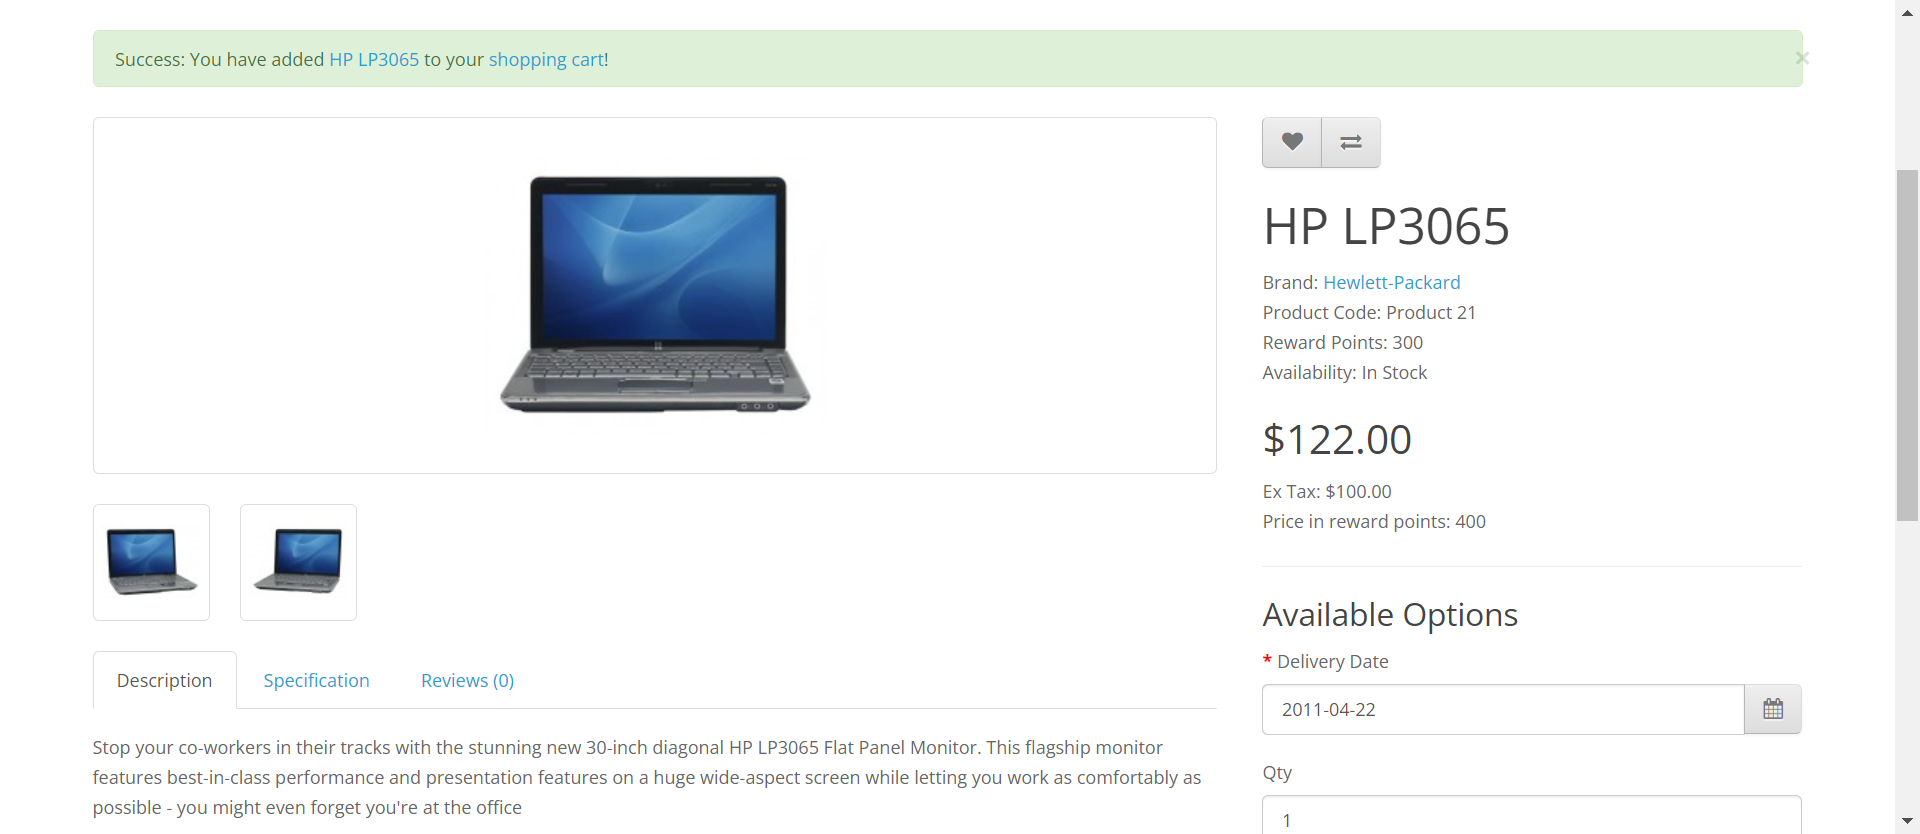 Success: You have added HP LP3065 to your shopping cart!
×
HP LP3065
Brand: Hewlett-Packard
Product Code: Product 21
Reward Points: 300
Availability: In Stock
$122.00
Ex Tax: $100.00
Price in reward points: 400
Available Options
* Delivery Date
2011-04-22
Qty
1
Description Specification Reviews (0)
Stop your co-workers in their tracks with the stunning new 30-inch diagonal HP LP3065 Flat Panel Monitor. This flagship monitor
features best-in-class performance and presentation features on a huge wide-aspect screen while letting you work as comfortably as
possible - you might even forget you're at the office